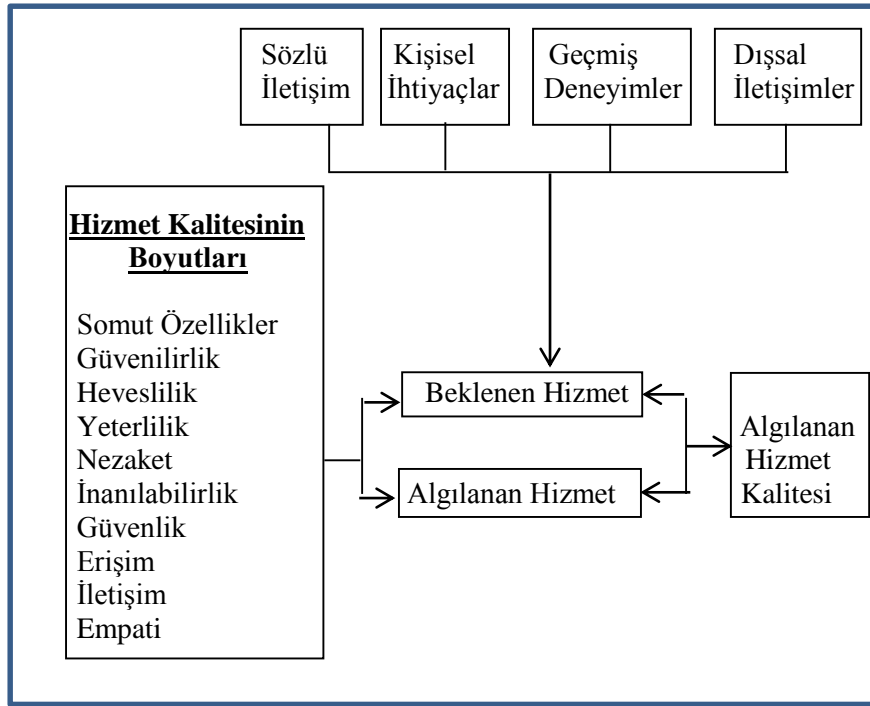 Sözlü
İletişim
Kişisel
İhtiyaçlar
Geçmiş
Deneyimler
Dışsal
İletişimler
Hizmet Kalitesinin
Boyutları
Somut Özellikler
Güvenilirlik
Heveslilik
Yeterlilik
Nezaket
İnanılabilirlik
Güvenlik
Erişim
İletişim
Empati
Beklenen Hizmet
Algılanan Hizmet
Algılanan
Hizmet
Kalitesi